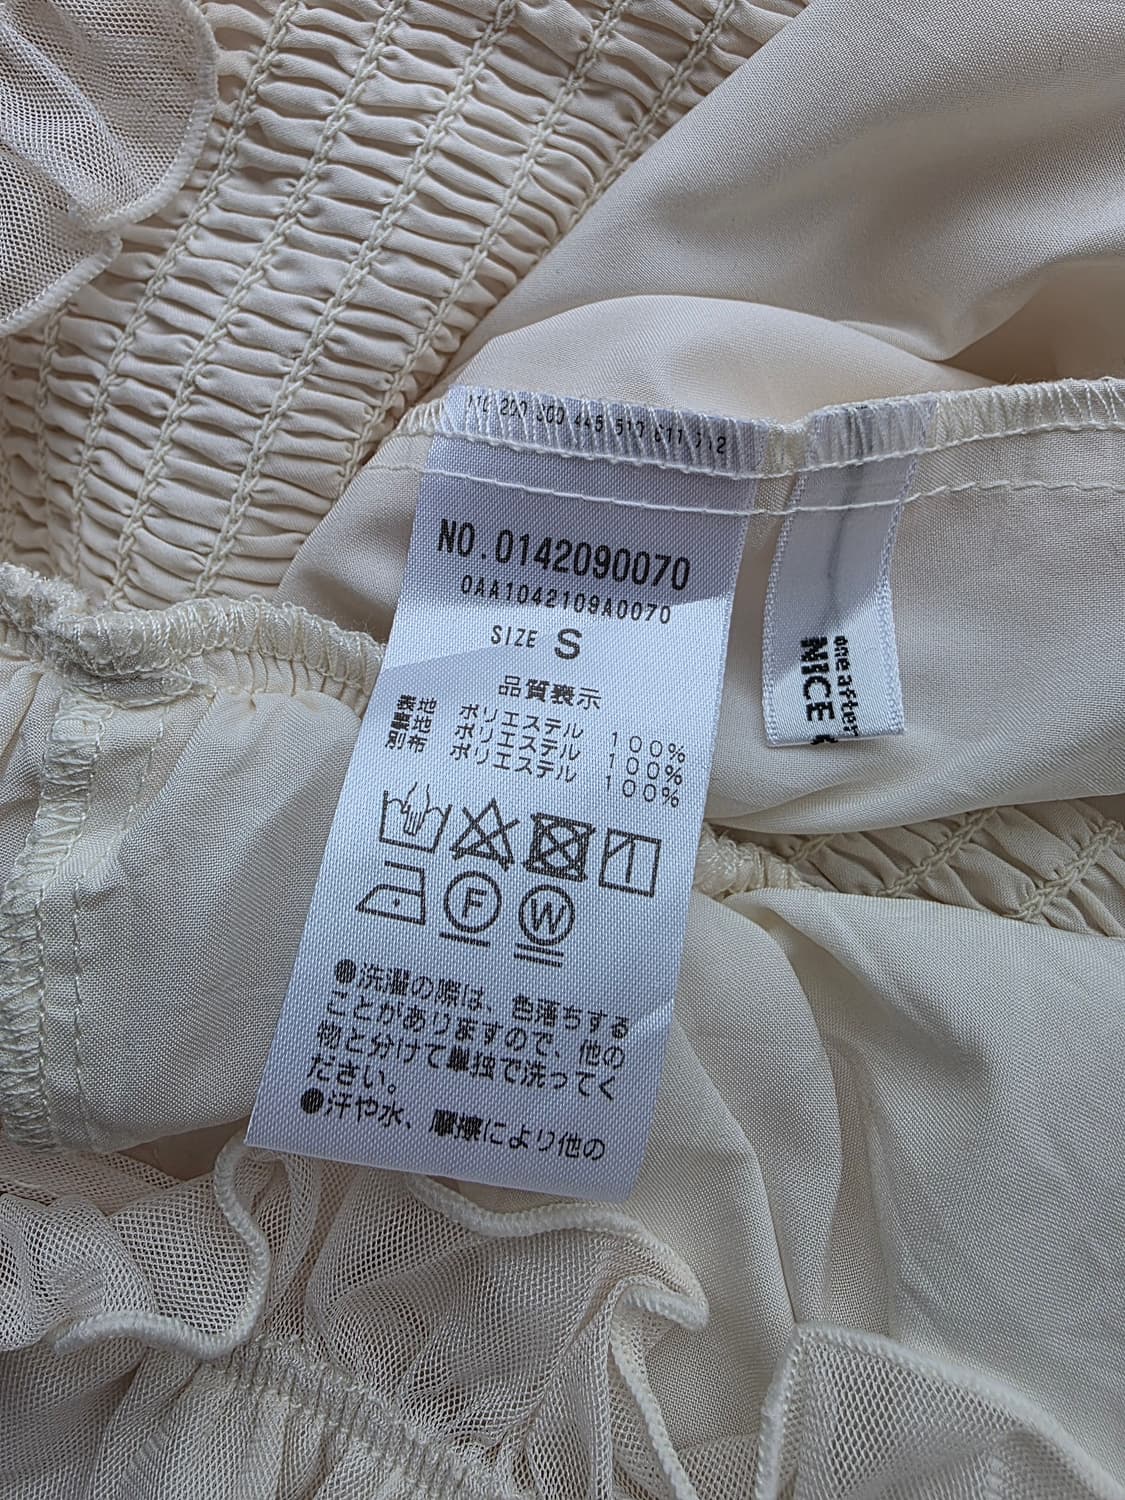 NO.0142090070
0AA1042109A0070
SIZE S
品質表示
表地 ポリエステル 100%
裏地 ポリエステル 100%
別布 ポリエステル 100%
F W
●洗濯の際は、色落ちする
ことがありますので、他の
物と分けて単独で洗ってく
ださい。
●汗や水、摩擦により他の
one after
NICE